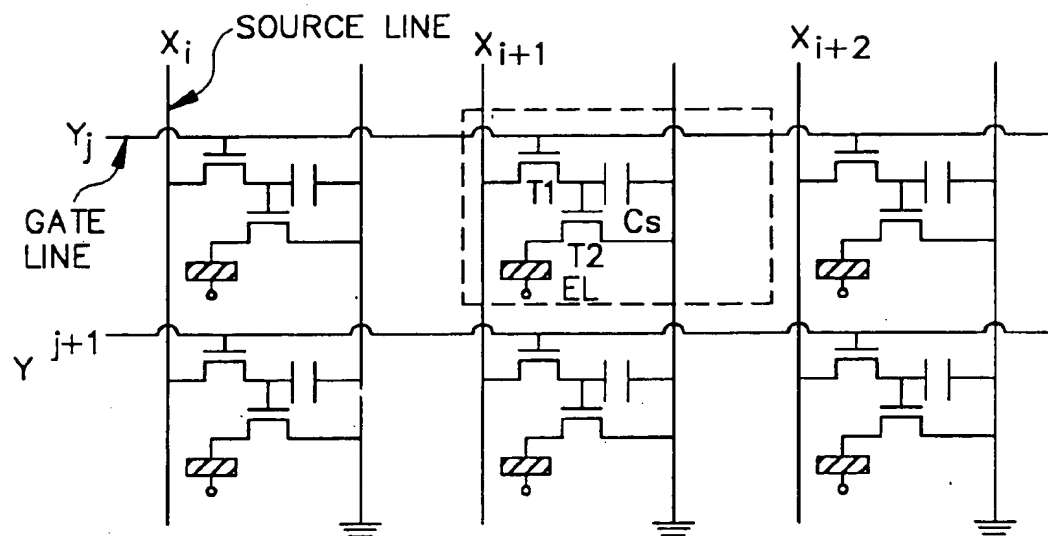 SOURCE LINE
Xi
Xi+1
Xi+2
Yj
GATE
LINE
T1
Cs
T2
EL
Y j+1